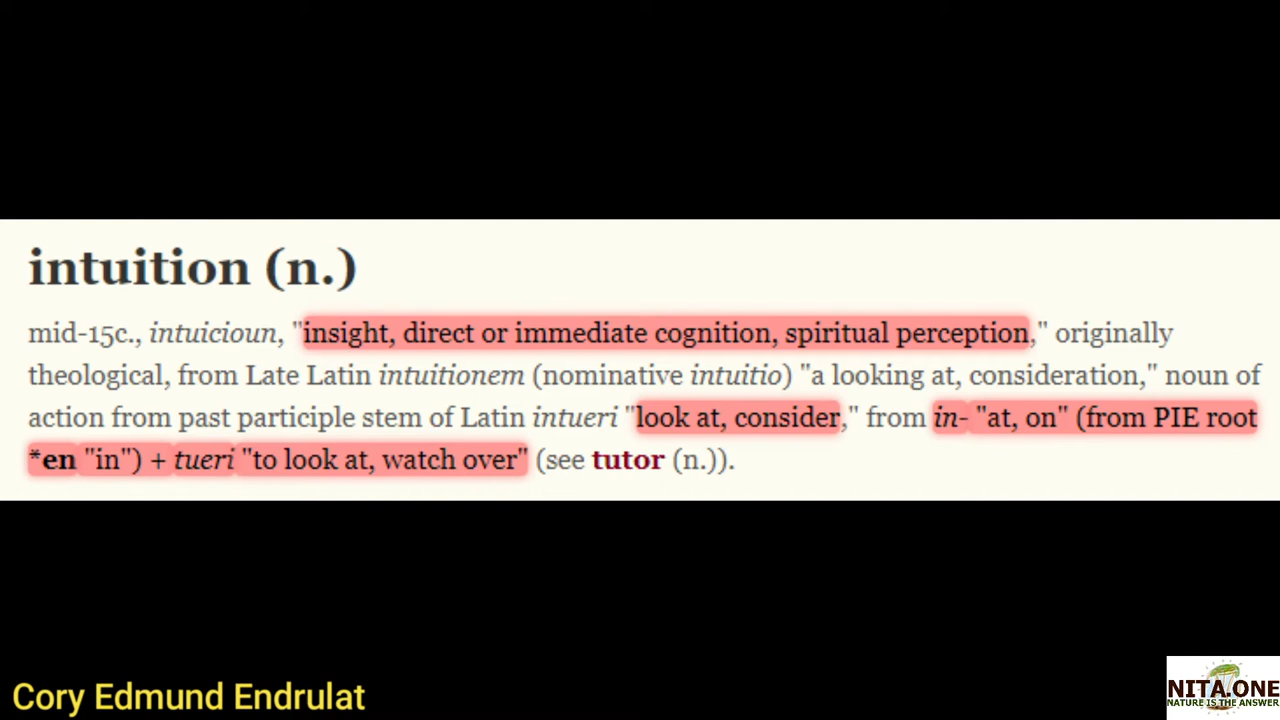 intuition (n.)
mid-15c., intuicioun, "insight, direct or immediate cognition, spiritual perception," originally
theological, from Late Latin intuitionem (nominative intuitio) "a looking at, consideration," noun of
action from past participle stem of Latin intueri "look at, consider," from in- "at, on" (from PIE root
*en "in") + tueri "to look at, watch over" (see tutor (n.)).
Cory Edmund Endrulat
NITA.ONE
NATURE IS THE ANSWER